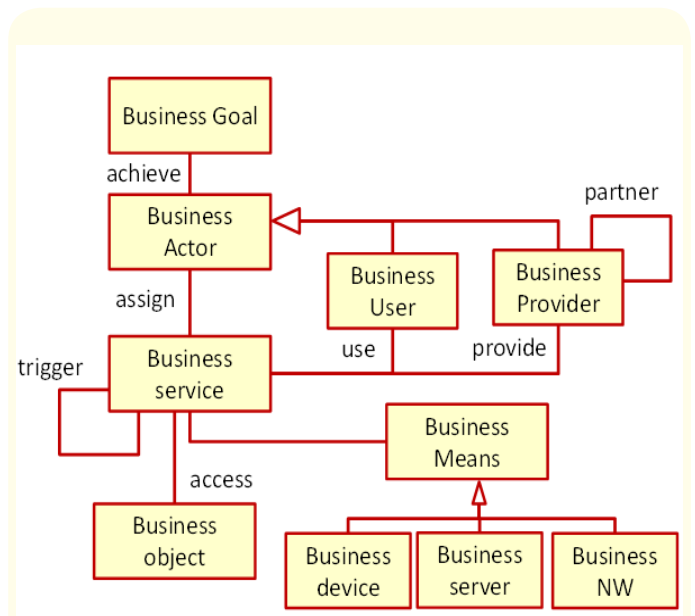 Business Goal
achieve
partner
Business
Actor
Business
User
Business
Provider
assign
use
provide
trigger
Business
service
Business
Means
access
Business
object
Business
device
Business
server
Business
NW